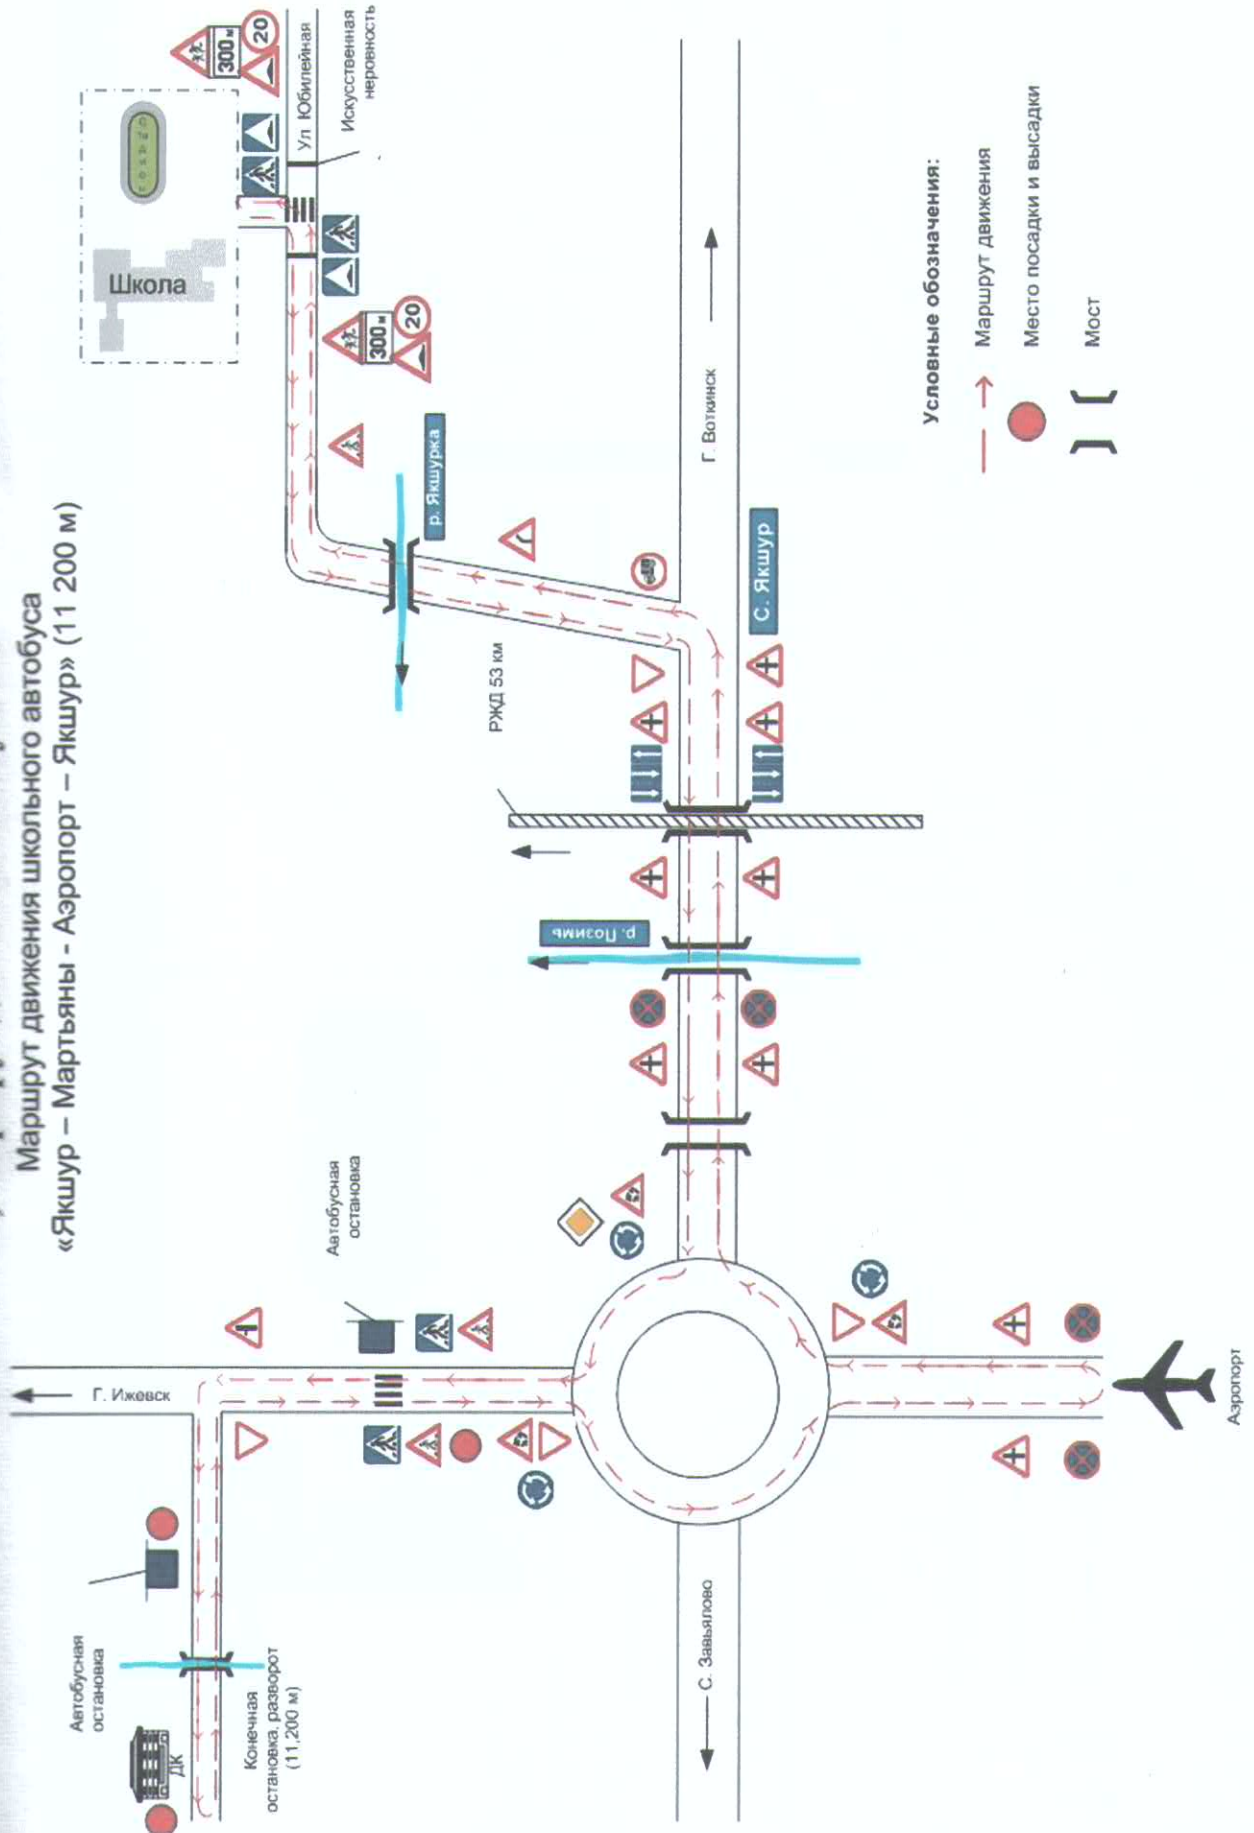 Маршрут движения школьного автобуса
«Якшур – Мартьяны - Аэропорт – Якшур» (11 200 м)
Автобусная
остановка
ДК
Конечная
остановка, разворот
(11,200 м)
Г. Ижевск
Автобусная
остановка
С. Завьялово
Аэропорт
р. Позимь
РЖД 53 км
С. Якшур
Г. Воткинск
р. Якшурка
300 м
20
Школа
300 м
20
Ул Юбилейная
Искусственная
неровность
Условные обозначения:
Маршрут движения
Место посадки и высадки
Мост